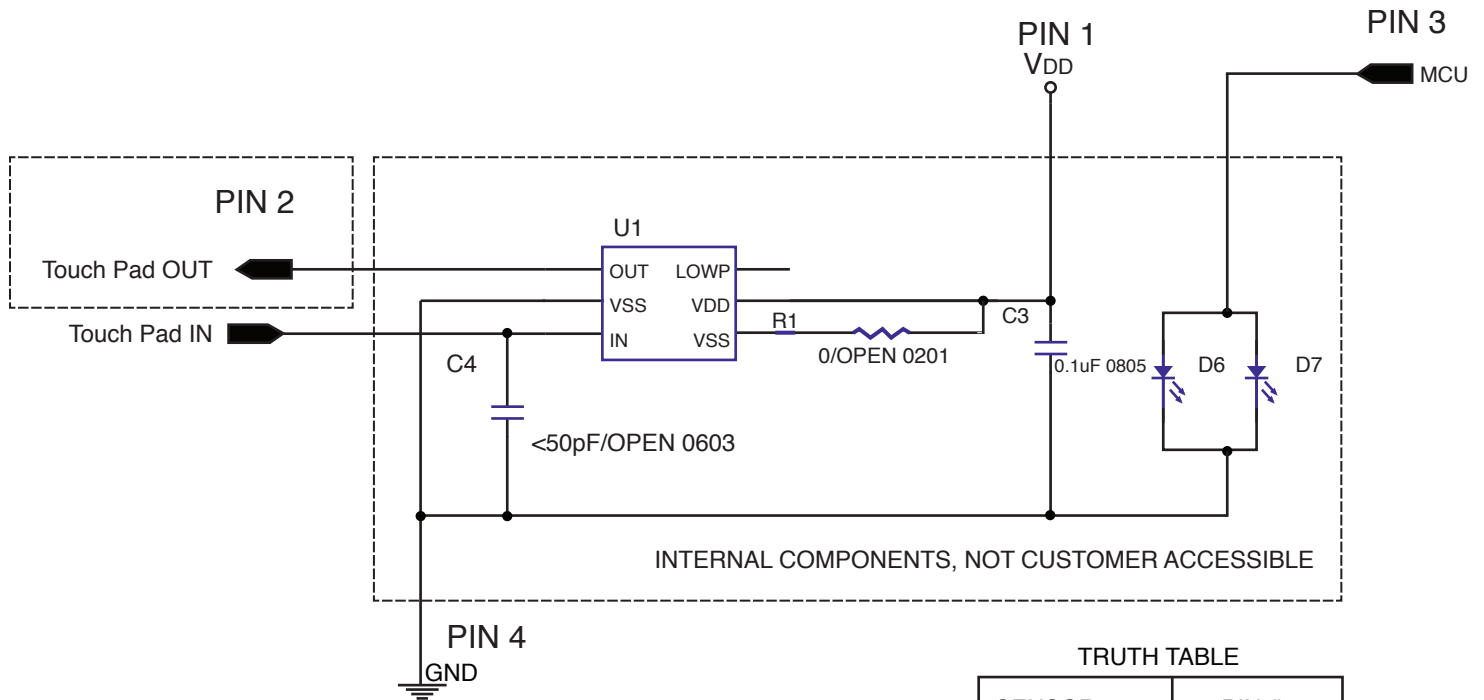 PIN 3
PIN 1
VDD
MCU
PIN 2
U1
Touch Pad OUT
OUT LOWP
VSS VDD
Touch Pad IN
IN VSS
R1
C3
0/OPEN 0201
C4
0.1uF 0805
D6
D7
<50pF/OPEN 0603
INTERNAL COMPONENTS, NOT CUSTOMER ACCESSIBLE
PIN 4
GND
TRUTH TABLE